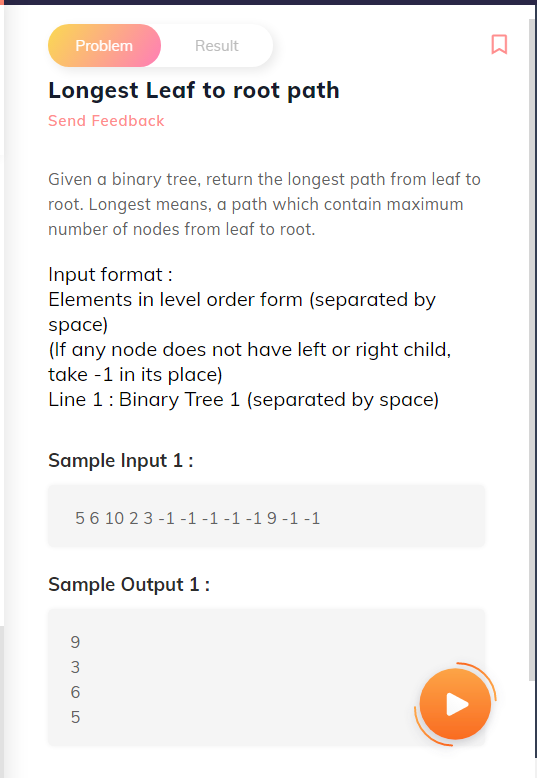 Problem
Result
Longest Leaf to root path
Send Feedback
Given a binary tree, return the longest path from leaf to
root. Longest means, a path which contain maximum
number of nodes from leaf to root.
Input format :
Elements in level order form (separated by
space)
(If any node does not have left or right child,
take -1 in its place)
Line 1 : Binary Tree 1 (separated by space)
Sample Input 1 :
5 6 10 2 3 -1 -1 -1 -1 -1 9 -1 -1
Sample Output 1 :
9
3
6
5